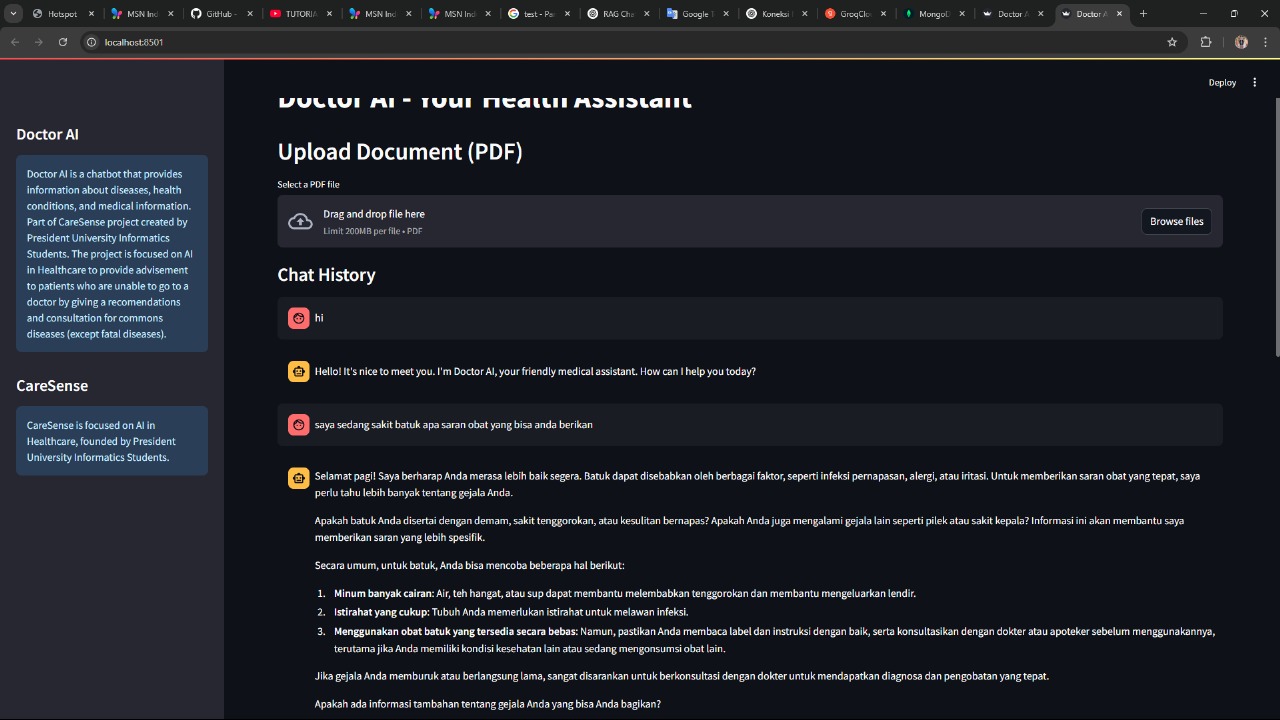 Hotspot
MSN Ind
GitHub -
TUTORIA
MSN Ind
MSN Ind
test - Pa
RAG Cha
Google T
Koneksi
GroqClo
MongoD
Doctor A
Doctor A
localhost:8501
Deploy
Doctor AI
Doctor AI is a chatbot that provides
information about diseases, health
conditions, and medical information.
Part of CareSense project created by
President University Informatics
Students. The project is focused on AI
in Healthcare to provide advisement
to patients who are unable to go to a
doctor by giving a recomendations
and consultation for commons
diseases (except fatal diseases).
CareSense
CareSense is focused on AI in
Healthcare, founded by President
University Informatics Students.
Doctor AI - Your Health Assistant
Upload Document (PDF)
Select a PDF file
Drag and drop file here
Limit 200MB per file • PDF
Browse files
Chat History
hi
Hello! It's nice to meet you. I'm Doctor AI, your friendly medical assistant. How can I help you today?
saya sedang sakit batuk apa saran obat yang bisa anda berikan
Selamat pagi! Saya berharap Anda merasa lebih baik segera. Batuk dapat disebabkan oleh berbagai faktor, seperti infeksi pernapasan, alergi, atau iritasi. Untuk memberikan saran obat yang tepat, saya
perlu tahu lebih banyak tentang gejala Anda.
Apakah batuk Anda disertai dengan demam, sakit tenggorokan, atau kesulitan bernapas? Apakah Anda juga mengalami gejala lain seperti pilek atau sakit kepala? Informasi ini akan membantu saya
memberikan saran yang lebih spesifik.
Secara umum, untuk batuk, Anda bisa mencoba beberapa hal berikut:
1. Minum banyak cairan: Air, teh hangat, atau sup dapat membantu melembabkan tenggorokan dan membantu mengeluarkan lendir.
2. Istirahat yang cukup: Tubuh Anda memerlukan istirahat untuk melawan infeksi.
3. Menggunakan obat batuk yang tersedia secara bebas: Namun, pastikan Anda membaca label dan instruksi dengan baik, serta konsultasikan dengan dokter atau apoteker sebelum menggunakannya,
terutama jika Anda memiliki kondisi kesehatan lain atau sedang mengonsumsi obat lain.
Jika gejala Anda memburuk atau berlangsung lama, sangat disarankan untuk berkonsultasi dengan dokter untuk mendapatkan diagnosa dan pengobatan yang tepat.
Apakah ada informasi tambahan tentang gejala Anda yang bisa Anda bagikan?